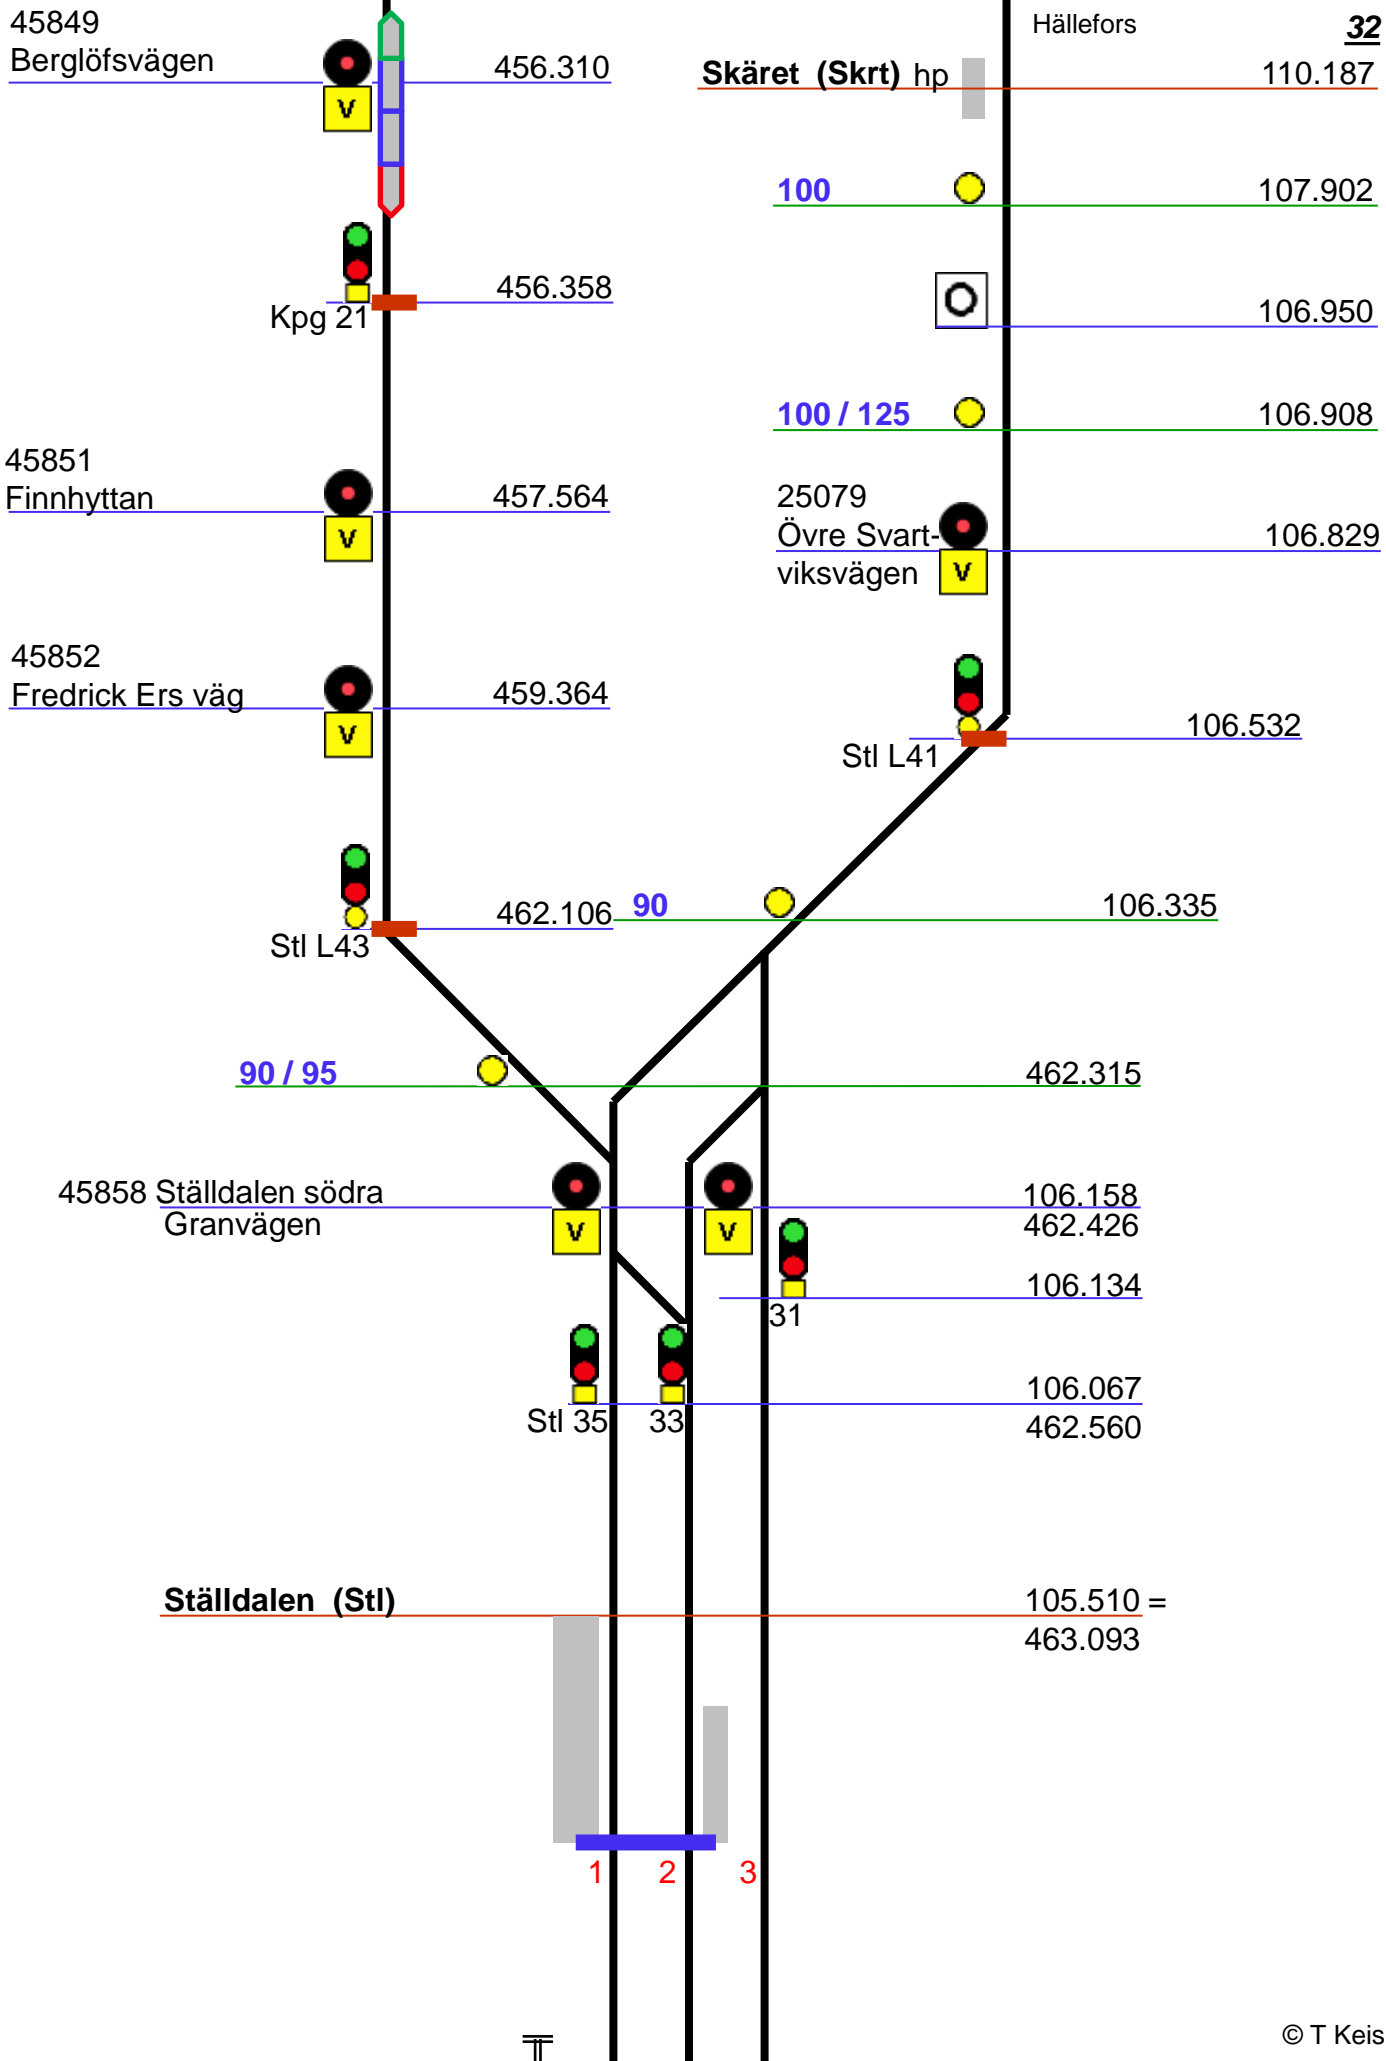 45849
Berglöfsvägen
V
456.310
Hällefors
32
Skäret (Skrt) hp
110.187
100
107.902
Kpg 21
456.358
106.950
100 / 125
106.908
45851
Finnhyttan
V
457.564
25079
Övre Svart-
viksvägen
V
106.829
45852
Fredrick Ers väg
V
459.364
Stl L41
106.532
Stl L43
462.106
90
106.335
90 / 95
462.315
45858 Ställdalen södra
Granvägen
V
V
106.158
462.426
31
106.134
Stl 35
33
106.067
462.560
Ställdalen (Stl)
105.510 =
463.093
1 2 3
© T Keis